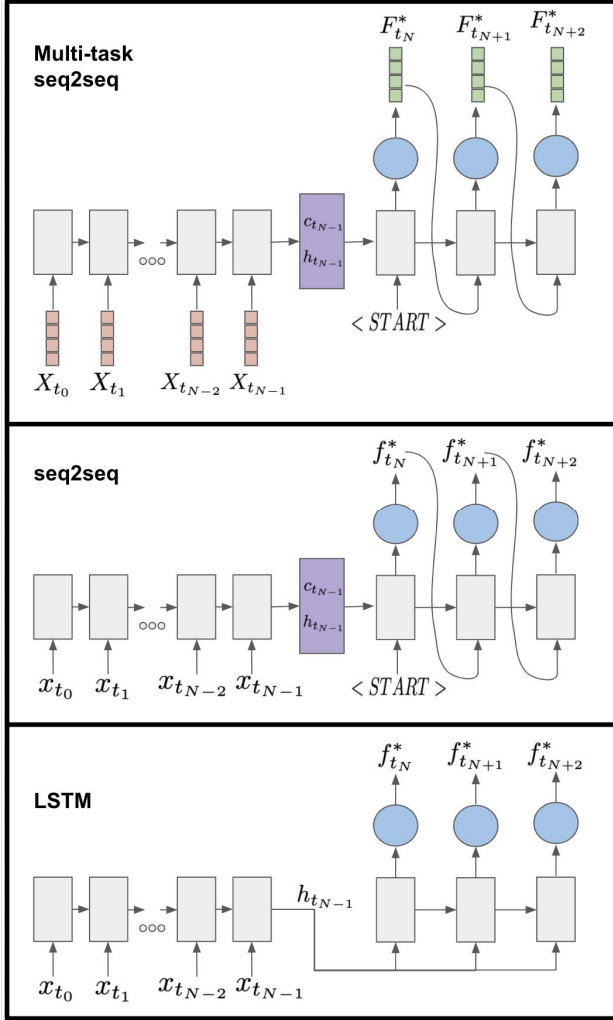 Multi-task
seq2seq
F*_{t_N} F*_{t_{N+1}} F*_{t_{N+2}}
c_{t_{N-1}}
h_{t_{N-1}}
< START >
X_{t_0} X_{t_1} X_{t_{N-2}} X_{t_{N-1}}
seq2seq
f*_{t_N} f*_{t_{N+1}} f*_{t_{N+2}}
c_{t_{N-1}}
h_{t_{N-1}}
x_{t_0} x_{t_1} x_{t_{N-2}} x_{t_{N-1}} < START >
LSTM
f*_{t_N} f*_{t_{N+1}} f*_{t_{N+2}}
h_{t_{N-1}}
x_{t_0} x_{t_1} x_{t_{N-2}} x_{t_{N-1}}